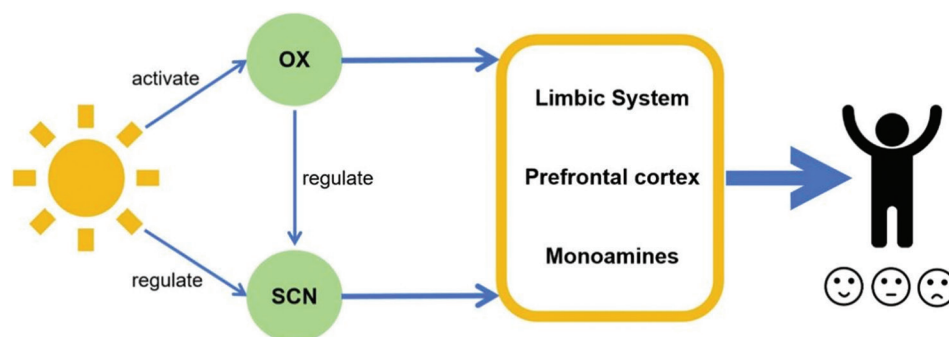 OX
activate
Limbic System
regulate
Prefrontal cortex
Monoamines
regulate
SCN